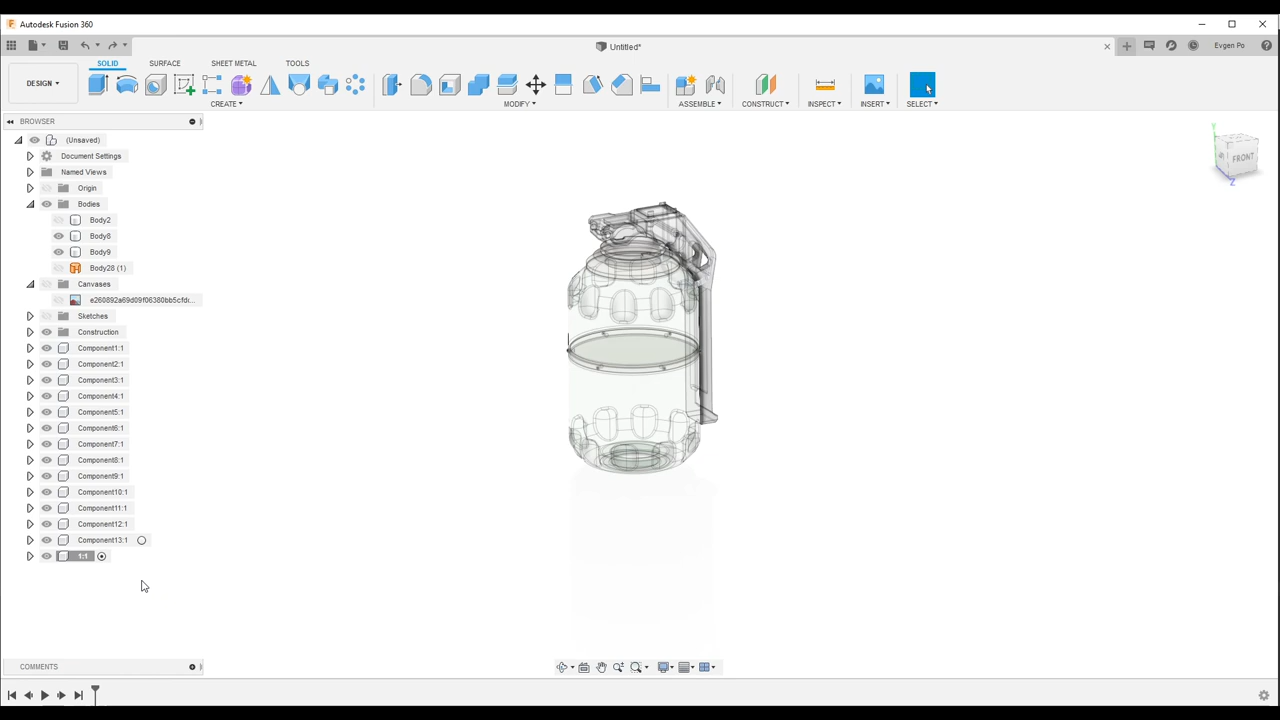 Autodesk Fusion 360
Untitled*
Evgen Po
SOLID SURFACE SHEET METAL TOOLS
DESIGN
CREATE MODIFY ASSEMBLE CONSTRUCT INSPECT INSERT SELECT
BROWSER
(Unsaved)
Document Settings
Named Views
Origin
Bodies
Body2
Body8
Body9
Body28 (1)
Canvases
e260892a69d09f06380bb5cfdc...
Sketches
Construction
Component1:1
Component2:1
Component3:1
Component4:1
Component5:1
Component6:1
Component7:1
Component8:1
Component9:1
Component10:1
Component11:1
Component12:1
Component13:1
1:1
Y
FRONT
Z
COMMENTS